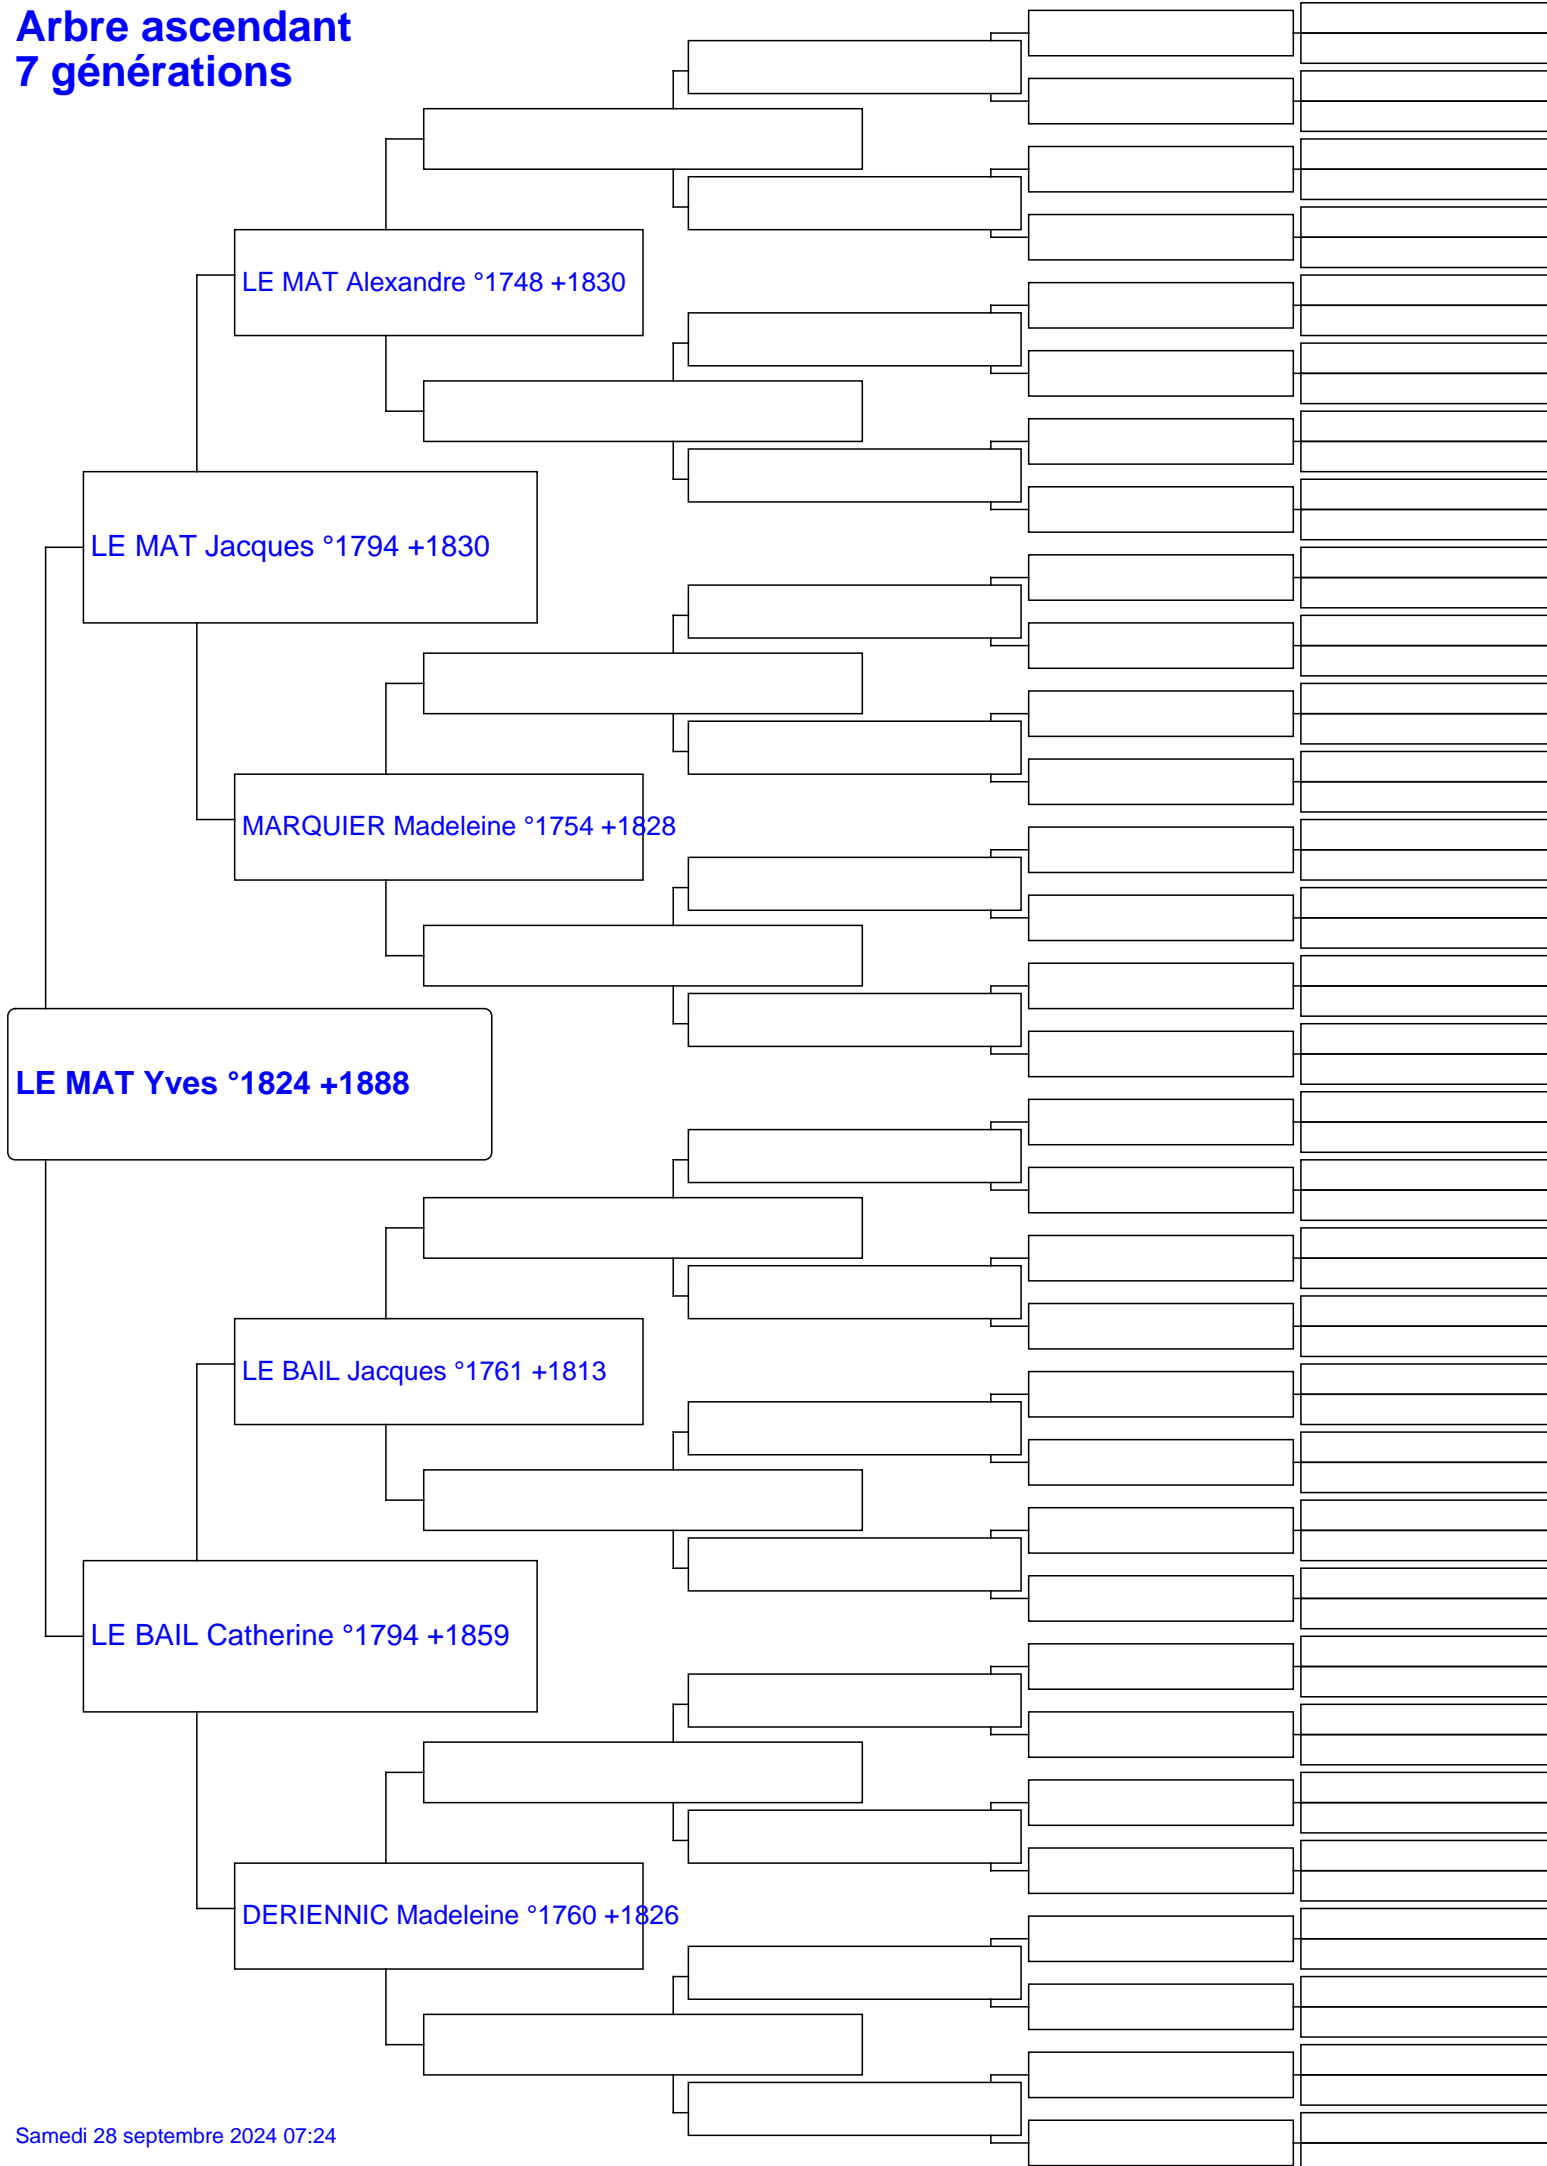 Arbre ascendant
7 générations
LE MAT Alexandre °1748 +1830
LE MAT Jacques °1794 +1830
MARQUIER Madeleine °1754 +1828
LE MAT Yves °1824 +1888
LE BAIL Jacques °1761 +1813
LE BAIL Catherine °1794 +1859
DERIENNIC Madeleine °1760 +1826
Samedi 28 septembre 2024 07:24